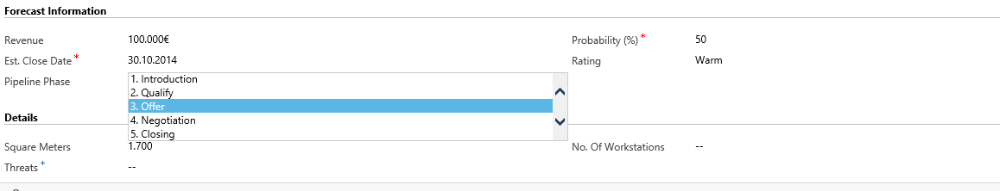 Forecast Information
Revenue 100.000€ Probability (%) *
50
Est. Close Date * 30.10.2014 Rating Warm
Pipeline Phase 1. Introduction
2. Qualify
3. Offer
4. Negotiation
5. Closing
Details
Square Meters 1.700 No. Of Workstations --
Threats + --